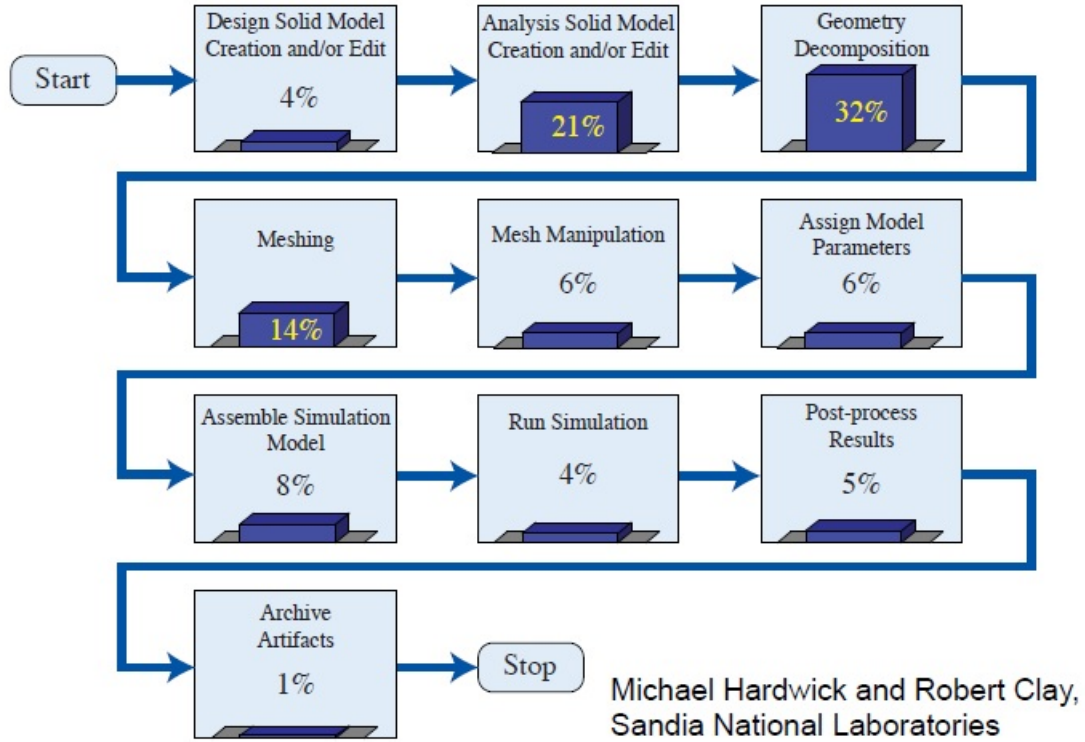 Start
Design Solid Model
Creation and/or Edit
4%
Analysis Solid Model
Creation and/or Edit
21%
Geometry
Decomposition
32%
Meshing
14%
Mesh Manipulation
6%
Assign Model
Parameters
6%
Assemble Simulation
Model
8%
Run Simulation
4%
Post-process
Results
5%
Archive
Artifacts
1%
Stop
Michael Hardwick and Robert Clay,
Sandia National Laboratories